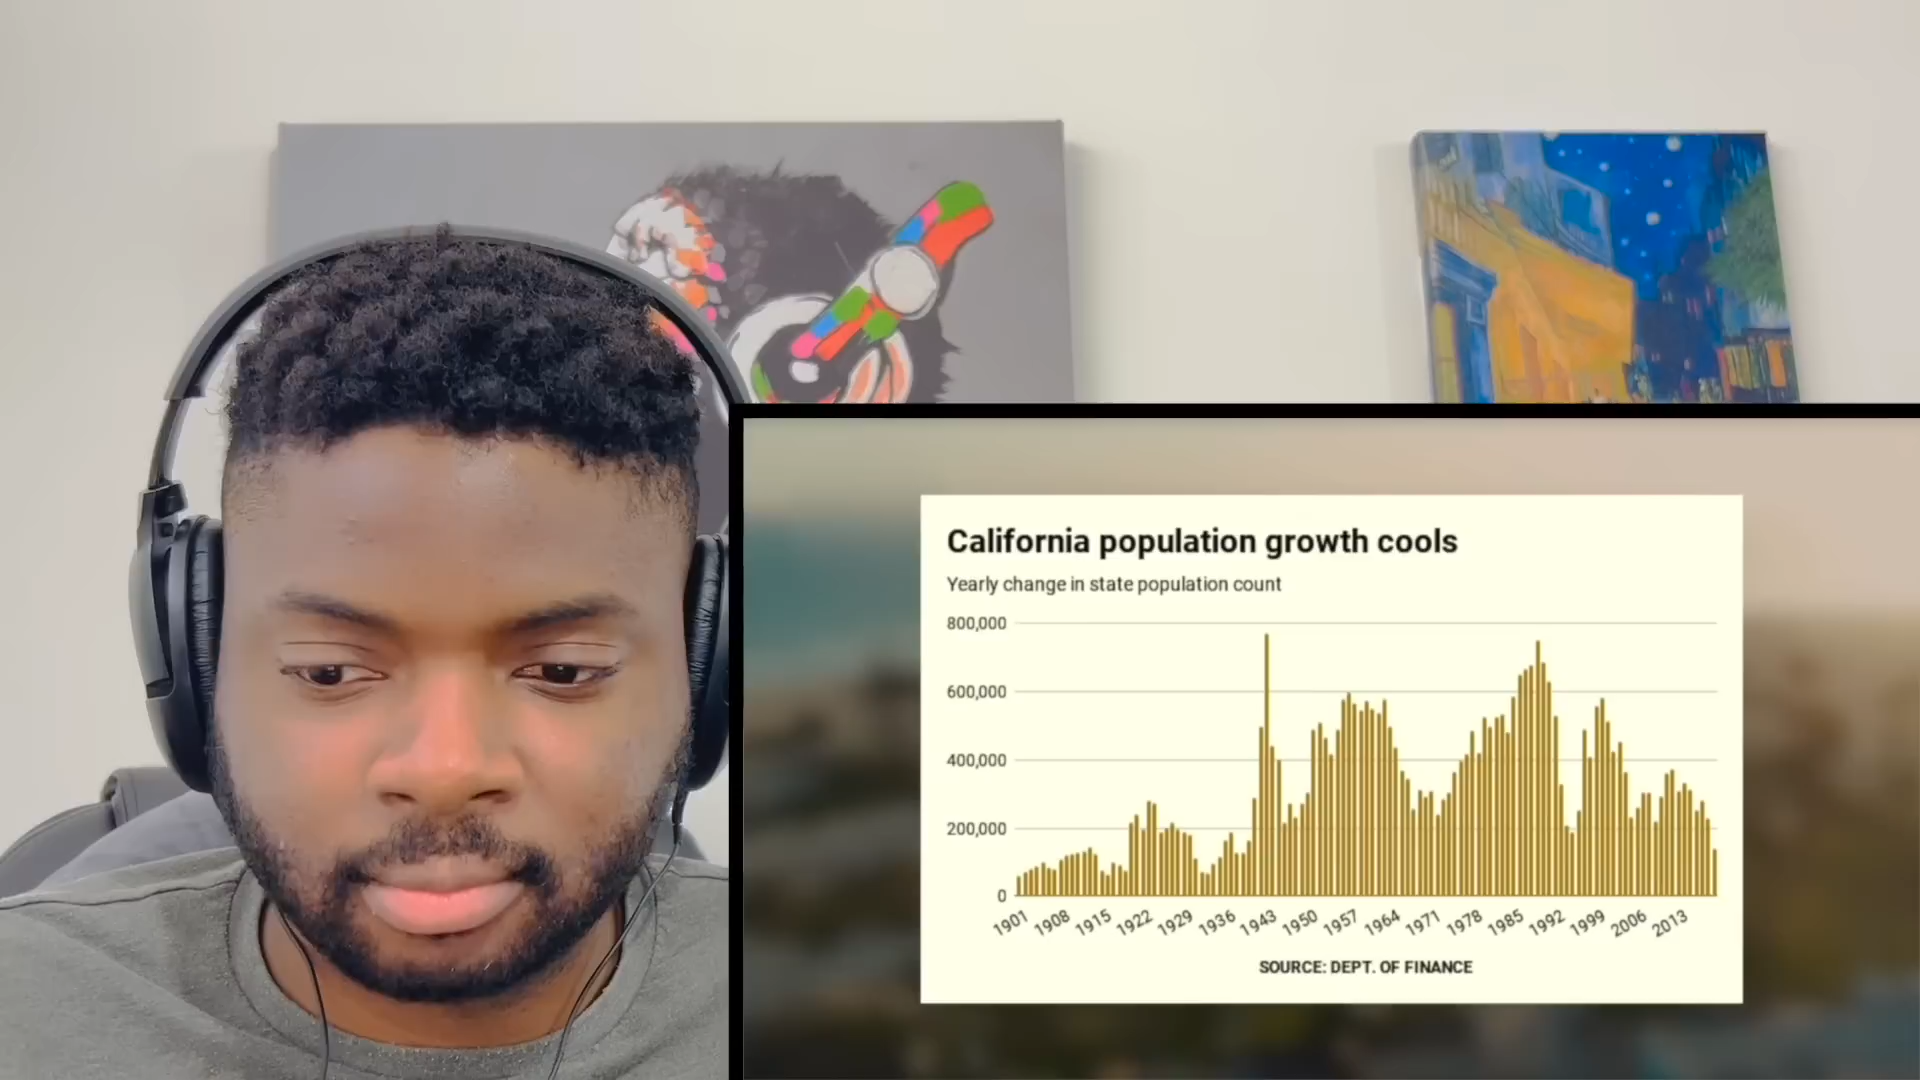 California population growth cools
Yearly change in state population count
800,000
600,000
400,000
200,000
0
1901 1908 1915 1922 1929 1936 1943 1950 1957 1964 1971 1978 1985 1992 1999 2006 2013
SOURCE: DEPT. OF FINANCE